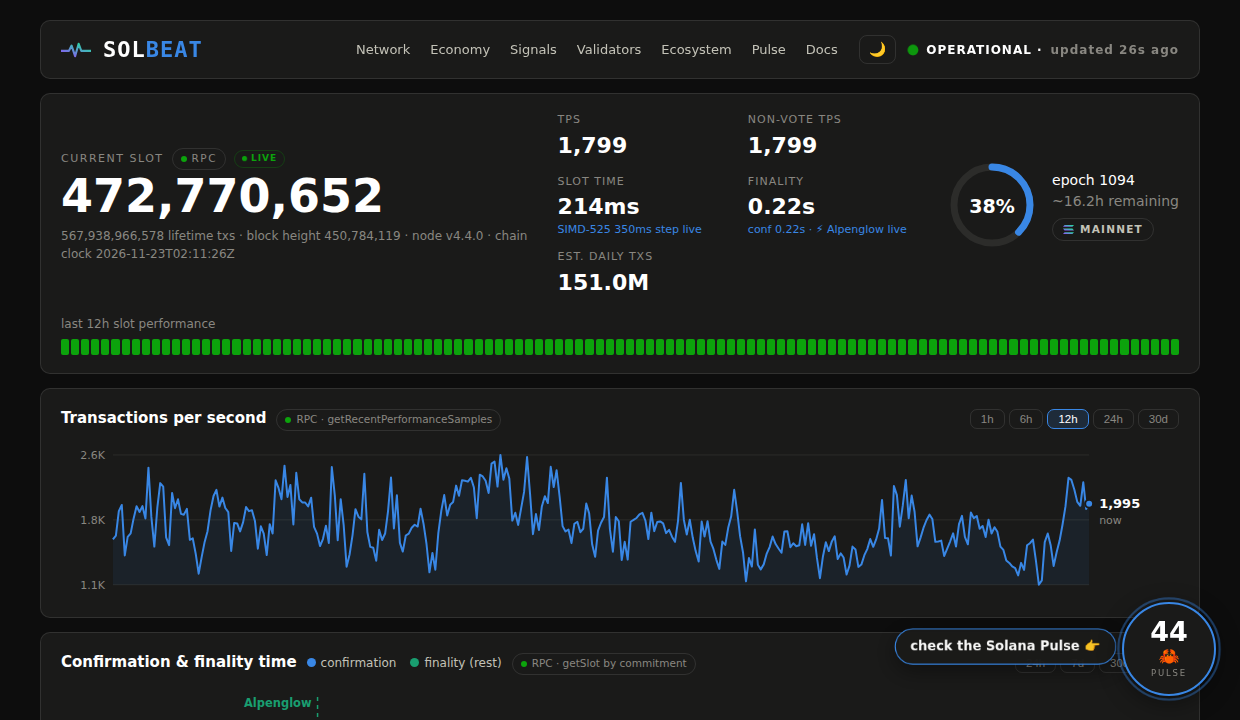 SOLBEAT
Network Economy Signals Validators Ecosystem Pulse Docs
OPERATIONAL · updated 26s ago
CURRENT SLOT RPC LIVE
472,770,652
567,938,966,578 lifetime txs · block height 450,784,119 · node v4.4.0 · chain
clock 2026-11-23T02:11:26Z
TPS
1,799
NON-VOTE TPS
1,799
SLOT TIME
214ms
SIMD-525 350ms step live
FINALITY
0.22s
conf 0.22s · ⚡ Alpenglow live
EST. DAILY TXS
151.0M
38%
epoch 1094
~16.2h remaining
MAINNET
last 12h slot performance
Transactions per second RPC · getRecentPerformanceSamples
1h 6h 12h 24h 30d
2.6K
1.8K
1.1K
1,995
now
Confirmation & finality time confirmation finality (rest) RPC · getSlot by commitment
Alpenglow
check the Solana Pulse 👉
44
PULSE